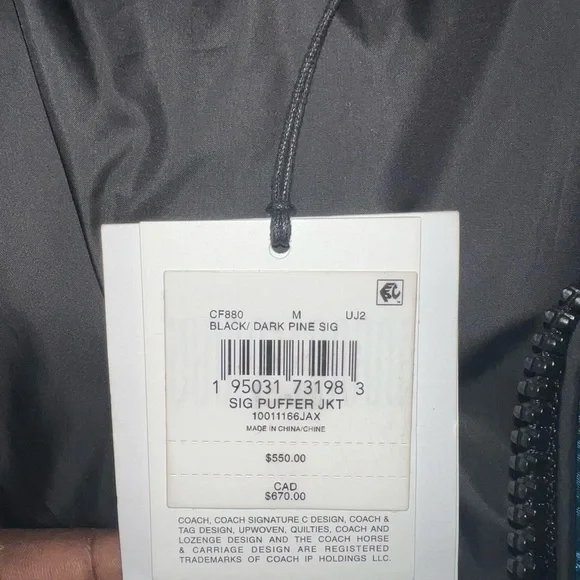 CF880 M UJ2
BLACK/ DARK PINE SIG
1 95031 73198 3
SIG PUFFER JKT
10011166JAX
MADE IN CHINA/CHINE
$550.00
CAD
$670.00
COACH, COACH SIGNATURE C DESIGN, COACH &
TAG DESIGN, UPWOVEN, QUILTIES, COACH AND
LOZENGE DESIGN AND THE COACH HORSE
& CARRIAGE DESIGN ARE REGISTERED
TRADEMARKS OF COACH IP HOLDINGS LLC.